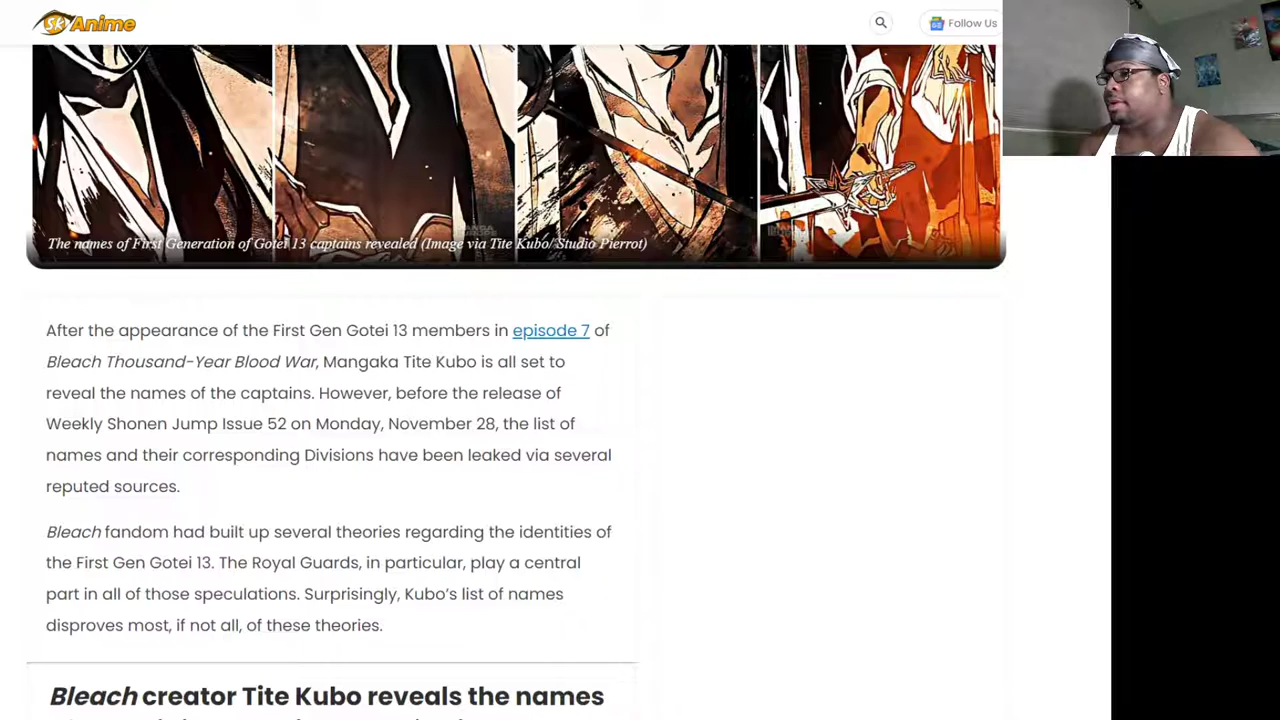 SK Anime
Follow Us
The names of First Generation of Gotei 13 captains revealed (Image via Tite Kubo/ Studio Pierrot)
After the appearance of the First Gen Gotei 13 members in episode 7 of
Bleach Thousand-Year Blood War, Mangaka Tite Kubo is all set to
reveal the names of the captains. However, before the release of
Weekly Shonen Jump Issue 52 on Monday, November 28, the list of
names and their corresponding Divisions have been leaked via several
reputed sources.
Bleach fandom had built up several theories regarding the identities of
the First Gen Gotei 13. The Royal Guards, in particular, play a central
part in all of those speculations. Surprisingly, Kubo's list of names
disproves most, if not all, of these theories.
Bleach creator Tite Kubo reveals the names